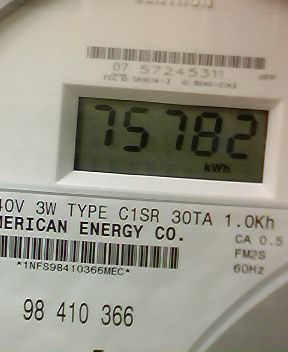 07 57245311
75782
kWh
40V 3W TYPE C1SR 30TA 1.0Kh
MERICAN ENERGY CO.
CA 0.5
FM2S
60Hz
*1NFS98410366MEC*
98 410 366